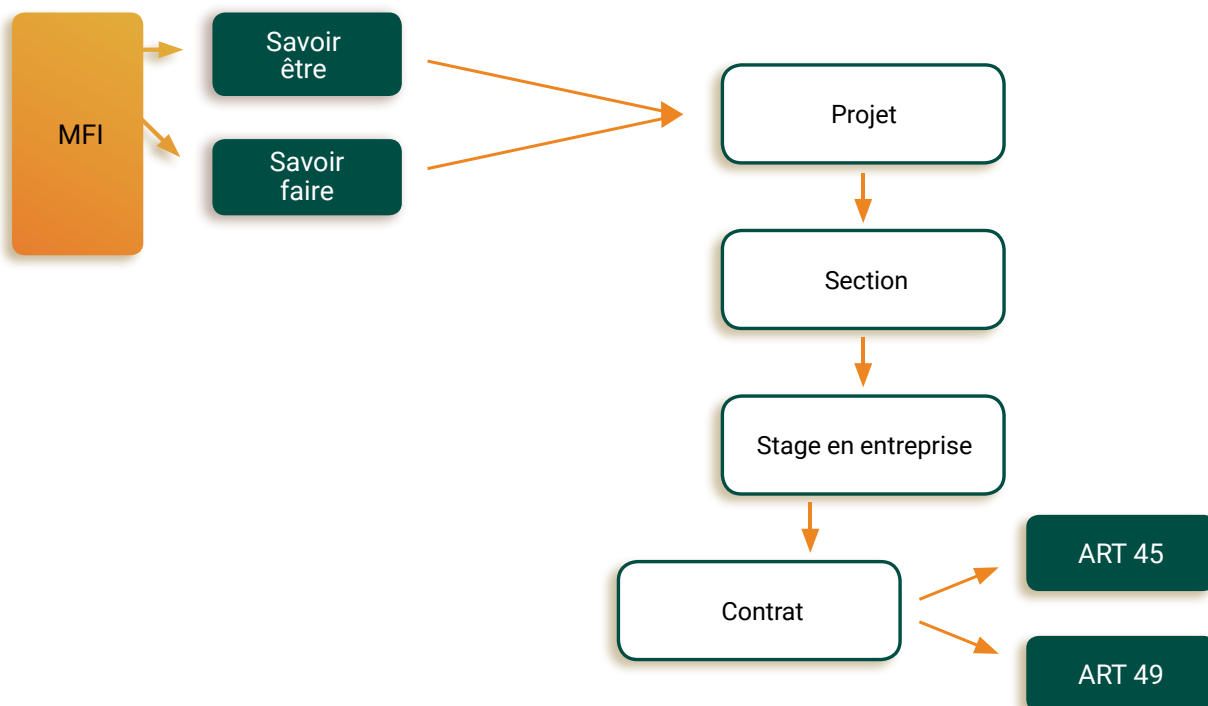 MFI
Savoir
être
Savoir
faire
Projet
Section
Stage en entreprise
Contrat
ART 45
ART 49